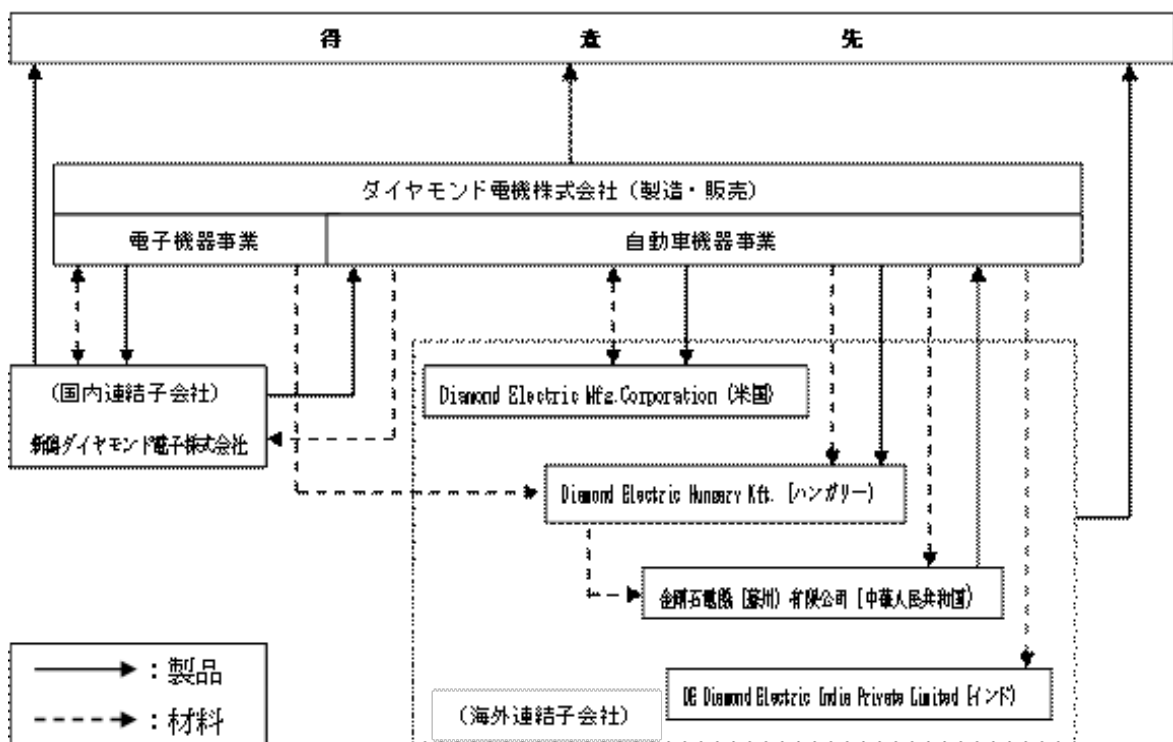 得意先
ダイヤモンド電機株式会社（製造・販売）
電子機器事業
自動車機器事業
（国内連結子会社）
新潟ダイヤモンド電子株式会社
Diamond Electric Mfg.Corporation (米国)
Diamond Electric Hungary Kft. (ハンガリー)
金剛石電機（蘇州）有限公司（中華人民共和国）
DE Diamond Electric India Private Limited (インド)
（海外連結子会社）
：製品
：材料